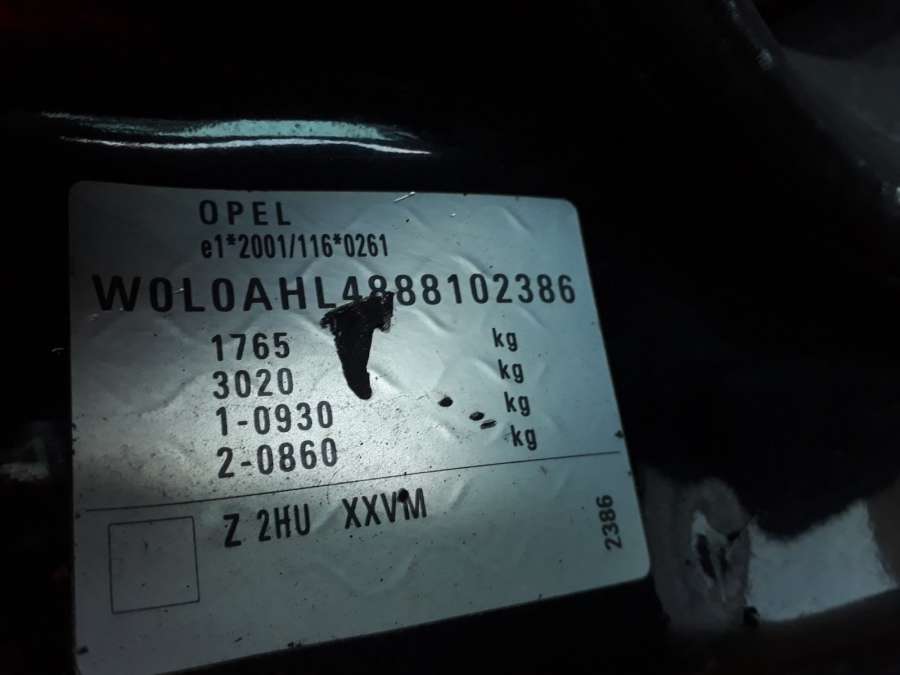 OPEL
e1*2001/116*0261
W0L0AHL4888102386
1765 kg
3020 kg
1-0930 kg
2-0860 kg
Z 2HU XXVM
2386